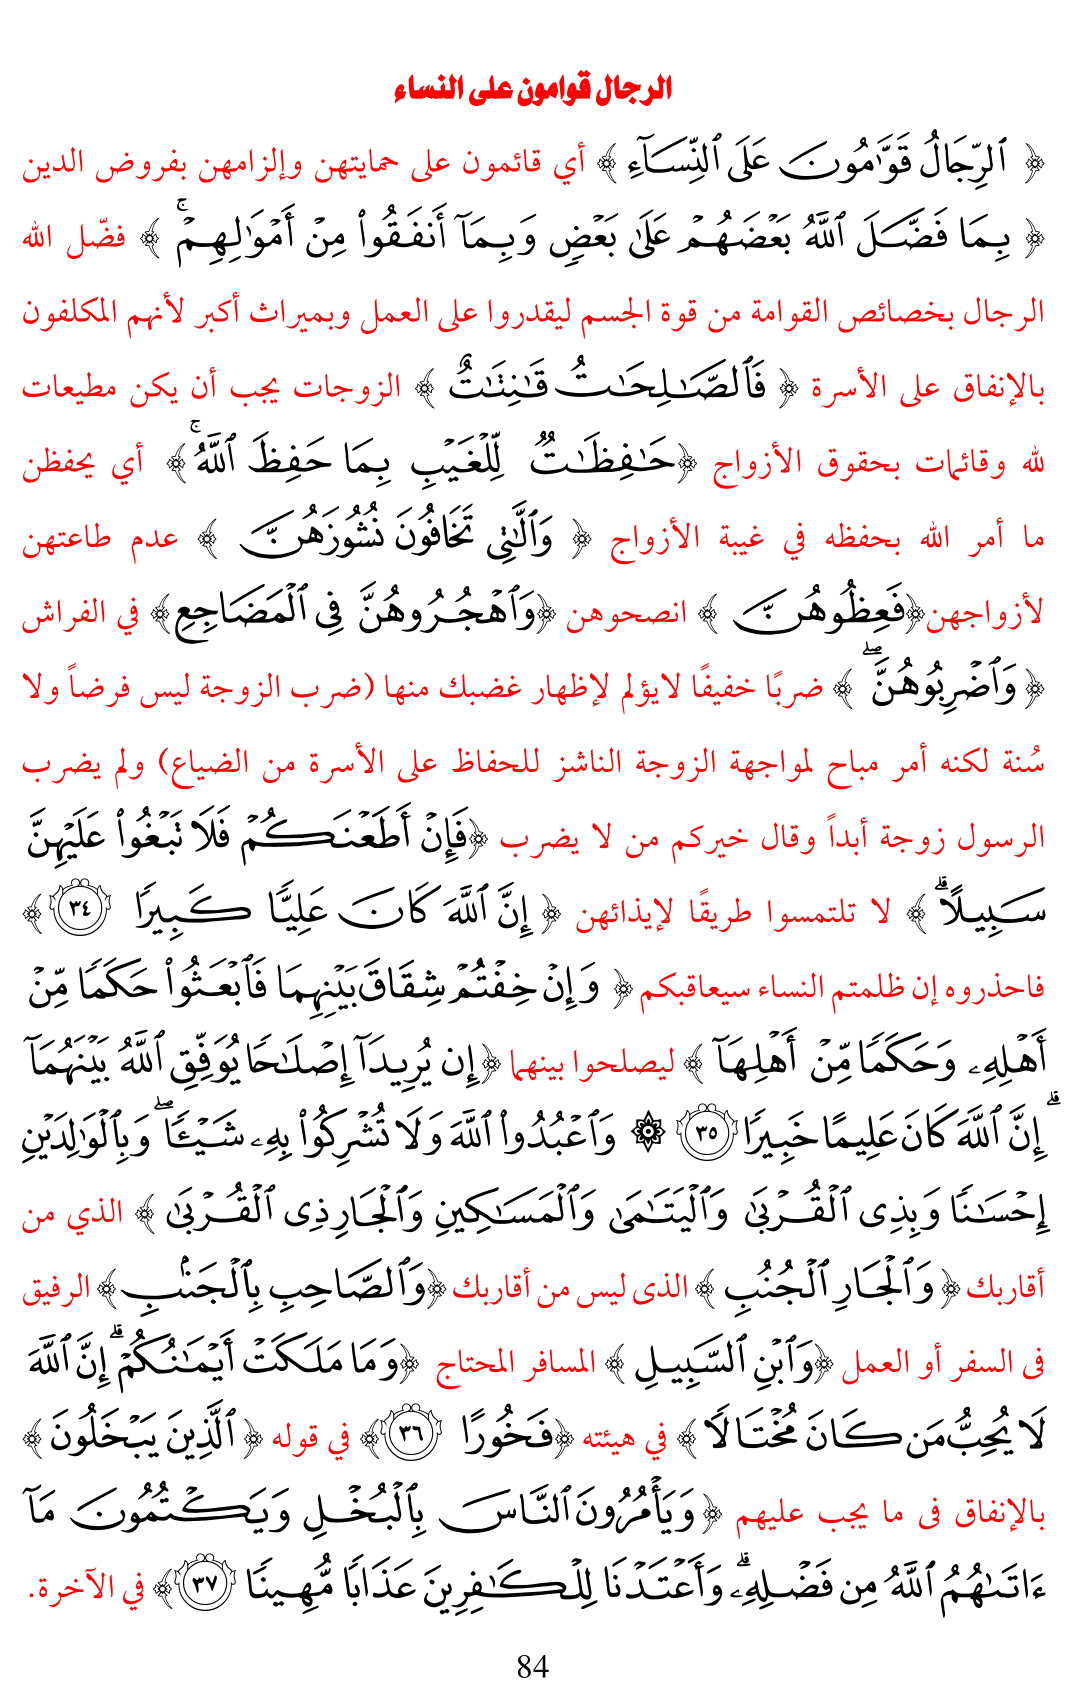 الرجال قوامون على النساء
﴿ ٱلرِّجَالُ قَوَّٰمُونَ عَلَى ٱلنِّسَآءِ ﴾ أي قائمون على حمايتهن وإلزامهن بفروض الدين
﴿ بِمَا فَضَّلَ ٱللَّهُ بَعْضَهُمْ عَلَىٰ بَعْضٍ وَبِمَآ أَنفَقُوا۟ مِنْ أَمْوَٰلِهِمْ ۚ ﴾ فضّل الله
الرجال بخصائص القوامة من قوة الجسم ليقدروا على العمل وبميراث أكبر لأنهم المكلفون
بالإنفاق على الأسرة ﴿ فَٱلصَّـٰلِحَـٰتُ قَـٰنِتَـٰتٌ ﴾ الزوجات يجب أن يكن مطيعات
لله وقائمات بحقوق الأزواج ﴿حَـٰفِظَـٰتٌ لِّلْغَيْبِ بِمَا حَفِظَ ٱللَّهُ ۚ﴾ أي يحفظن
ما أمر الله بحفظه في غيبة الأزواج ﴿ وَٱلَّـٰتِى تَخَافُونَ نُشُوزَهُنَّ ﴾ عدم طاعتهن
لأزواجهن﴿فَعِظُوهُنَّ ﴾ انصحوهن ﴿وَٱهْجُرُوهُنَّ فِى ٱلْمَضَاجِعِ﴾ في الفراش
﴿ وَٱضْرِبُوهُنَّ ۖ ﴾ ضربًا خفيفًا لايؤلم لإظهار غضبك منها (ضرب الزوجة ليس فرضاً ولا
سُنة لكنه أمر مباح لمواجهة الزوجة الناشز للحفاظ على الأسرة من الضياع) ولم يضرب
الرسول زوجة أبداً وقال خيركم من لا يضرب ﴿فَإِنْ أَطَعْنَكُمْ فَلَا تَبْغُوا۟ عَلَيْهِنَّ
سَبِيلًا ۗ ﴾ لا تلتمسوا طريقًا لإيذائهن ﴿ إِنَّ ٱللَّهَ كَانَ عَلِيًّا كَبِيرًا ٣٤ ﴾
فاحذروه إن ظلمتم النساء سيعاقبكم ﴿ وَإِنْ خِفْتُمْ شِقَاقَ بَيْنِهِمَا فَٱبْعَثُوا۟ حَكَمًا مِّنْ
أَهْلِهِۦ وَحَكَمًا مِّنْ أَهْلِهَآ ﴾ ليصلحوا بينهما ﴿إِن يُرِيدَآ إِصْلَـٰحًا يُوَفِّقِ ٱللَّهُ بَيْنَهُمَآ
ۗ إِنَّ ٱللَّهَ كَانَ عَلِيمًا خَبِيرًا ٣٥ ۞ وَٱعْبُدُوا۟ ٱللَّهَ وَلَا تُشْرِكُوا۟ بِهِۦ شَيْـًٔا ۖ وَبِٱلْوَٰلِدَيْنِ
إِحْسَـٰنًا وَبِذِى ٱلْقُرْبَىٰ وَٱلْيَتَـٰمَىٰ وَٱلْمَسَـٰكِينِ وَٱلْجَارِ ذِى ٱلْقُرْبَىٰ ﴾ الذي من
أقاربك ﴿ وَٱلْجَارِ ٱلْجُنُبِ ﴾ الذى ليس من أقاربك ﴿وَٱلصَّاحِبِ بِٱلْجَنۢبِ ﴾ الرفيق
فى السفر أو العمل ﴿وَٱبْنِ ٱلسَّبِيلِ ﴾ المسافر المحتاج ﴿وَمَا مَلَكَتْ أَيْمَـٰنُكُمْ ۗ إِنَّ ٱللَّهَ
لَا يُحِبُّ مَن كَانَ مُخْتَالًا ﴾ في هيئته ﴿فَخُورًا ٣٦ ﴾ في قوله ﴿ ٱلَّذِينَ يَبْخَلُونَ ﴾
بالإنفاق فى ما يجب عليهم ﴿ وَيَأْمُرُونَ ٱلنَّاسَ بِٱلْبُخْلِ وَيَكْتُمُونَ مَآ
ءَاتَىٰهُمُ ٱللَّهُ مِن فَضْلِهِۦ ۗ وَأَعْتَدْنَا لِلْكَـٰفِرِينَ عَذَابًا مُّهِينًا ٣٧ ﴾ في الآخرة.
84